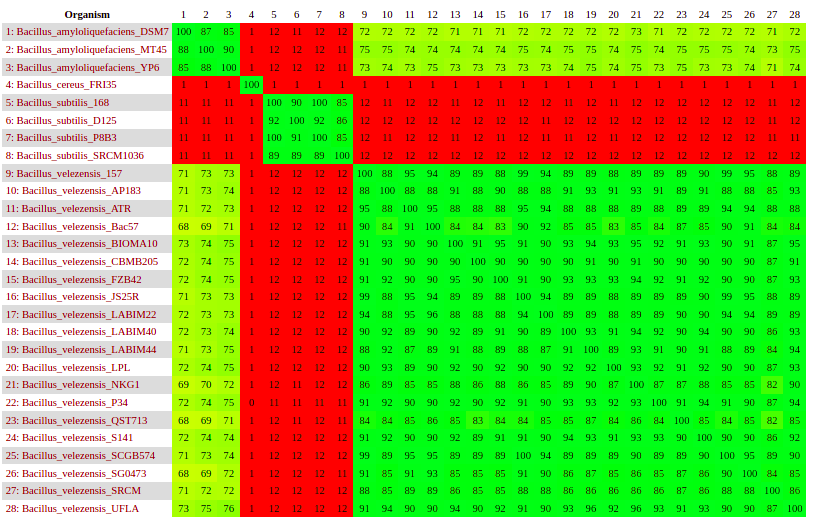 Organism 1 2 3 4 5 6 7 8 9 10 11 12 13 14 15 16 17 18 19 20 21 22 23 24 25 26 27 28
1: Bacillus_amyloliquefaciens_DSM7 100 87 85 1 12 11 12 12 72 72 72 72 71 71 71 72 72 72 72 72 73 71 72 72 72 72 71 72
2: Bacillus_amyloliquefaciens_MT45 88 100 90 1 12 12 12 12 75 75 74 74 74 74 75 74 75 74 75 75 74 75 74 75 75 74 73 75
3: Bacillus_amyloliquefaciens_YP6 85 88 100 1 12 12 12 11 73 74 73 75 73 74 75 73 74 75 74 75 73 75 73 75 73 74 71 74
4: Bacillus_cereus_FRI35 1 1 1 100 1 1 1 1 1 1 1 1 1 1 1 1 1 1 1 1 1 1 1 1 1 1 1 1
5: Bacillus_subtilis_168 11 11 11 1 100 90 100 85 12 11 12 12 11 12 11 12 12 11 12 11 12 12 12 12 12 12 11 12
6: Bacillus_subtilis_D125 11 11 11 1 92 100 92 86 12 12 12 12 12 12 12 12 12 12 12 12 12 11 12 12 12 12 11 12
7: Bacillus_subtilis_P8B3 11 11 11 1 100 91 100 85 12 11 12 12 11 12 11 12 12 11 12 11 12 11 12 12 12 12 11 11
8: Bacillus_subtilis_SRCM1036 11 11 11 1 89 89 89 100 12 12 12 12 12 12 12 12 12 12 12 12 12 12 12 12 12 12 12 12
9: Bacillus_velezensis_157 71 73 73 1 12 12 12 12 100 88 95 94 89 89 88 99 94 89 89 88 89 89 88 90 99 95 88 89
10: Bacillus_velezensis_AP183 71 73 74 1 12 12 12 12 88 100 88 88 91 88 90 88 88 91 93 91 93 91 89 91 88 85 93
11: Bacillus_velezensis_ATR 71 72 73 1 12 12 12 12 95 88 100 95 88 88 88 95 94 88 88 88 89 88 89 89 94 94 88 88
12: Bacillus_velezensis_Bac57 68 69 71 1 12 12 12 11 90 84 91 100 84 84 83 90 92 85 85 83 85 84 87 85 90 91 84 84
13: Bacillus_velezensis_BIOMA10 73 74 75 1 12 12 12 12 91 93 90 90 100 91 95 91 90 93 94 93 95 92 91 93 90 91 87 95
14: Bacillus_velezensis_CBMB205 72 74 75 1 12 12 12 12 91 90 90 90 90 100 90 90 90 90 91 90 91 90 90 90 90 90 87 91
15: Bacillus_velezensis_FZB42 72 74 75 1 12 12 12 12 91 92 90 90 95 90 100 91 90 93 93 93 94 92 91 92 90 90 87 93
16: Bacillus_velezensis_JS25R 71 73 73 1 12 12 12 12 99 88 95 94 89 89 88 100 94 89 89 88 89 89 89 90 99 95 88 89
17: Bacillus_velezensis_LABIM22 71 73 73 1 12 12 12 12 94 88 95 96 88 88 88 94 100 89 89 88 89 89 90 90 94 94 89 89
18: Bacillus_velezensis_LABIM40 72 73 74 1 12 12 12 12 90 92 89 90 92 89 91 90 89 100 93 91 94 92 90 94 90 90 86 93
19: Bacillus_velezensis_LABIM44 71 73 75 1 12 12 12 12 88 92 87 89 91 88 89 88 87 91 100 89 93 91 90 91 88 89 84 94
20: Bacillus_velezensis_LPL 72 74 75 1 12 12 12 12 90 93 89 90 92 90 92 90 90 92 92 100 93 92 91 92 90 90 87 93
21: Bacillus_velezensis_NKG1 69 70 72 1 12 12 12 12 86 89 85 85 88 86 88 86 85 89 90 87 100 87 87 88 85 85 82 90
22: Bacillus_velezensis_P34 72 74 75 0 11 11 11 11 91 92 90 90 92 90 92 91 90 93 93 92 93 100 91 94 91 90 87 94
23: Bacillus_velezensis_QST713 68 69 71 1 12 11 12 12 84 84 85 86 85 83 84 84 85 85 87 84 86 84 100 85 84 85 82 85
24: Bacillus_velezensis_S141 72 74 74 1 12 12 12 12 91 92 90 90 92 89 91 91 90 94 93 91 93 93 90 100 90 90 86 92
25: Bacillus_velezensis_SCGB574 71 73 74 1 12 12 12 12 99 89 95 95 89 89 89 100 94 89 89 89 90 89 89 90 100 95 89 90
26: Bacillus_velezensis_SG0473 68 69 72 1 12 12 12 11 91 85 91 93 85 85 85 91 90 86 87 85 86 85 87 86 90 100 84 85
27: Bacillus_velezensis_SRCM 71 72 72 1 12 12 12 12 88 85 89 89 86 85 85 88 88 86 86 86 86 86 87 86 88 88 100 86
28: Bacillus_velezensis_UFLA 73 75 76 1 12 12 12 12 91 94 90 90 94 90 92 91 90 93 96 92 96 93 91 93 90 90 87 100